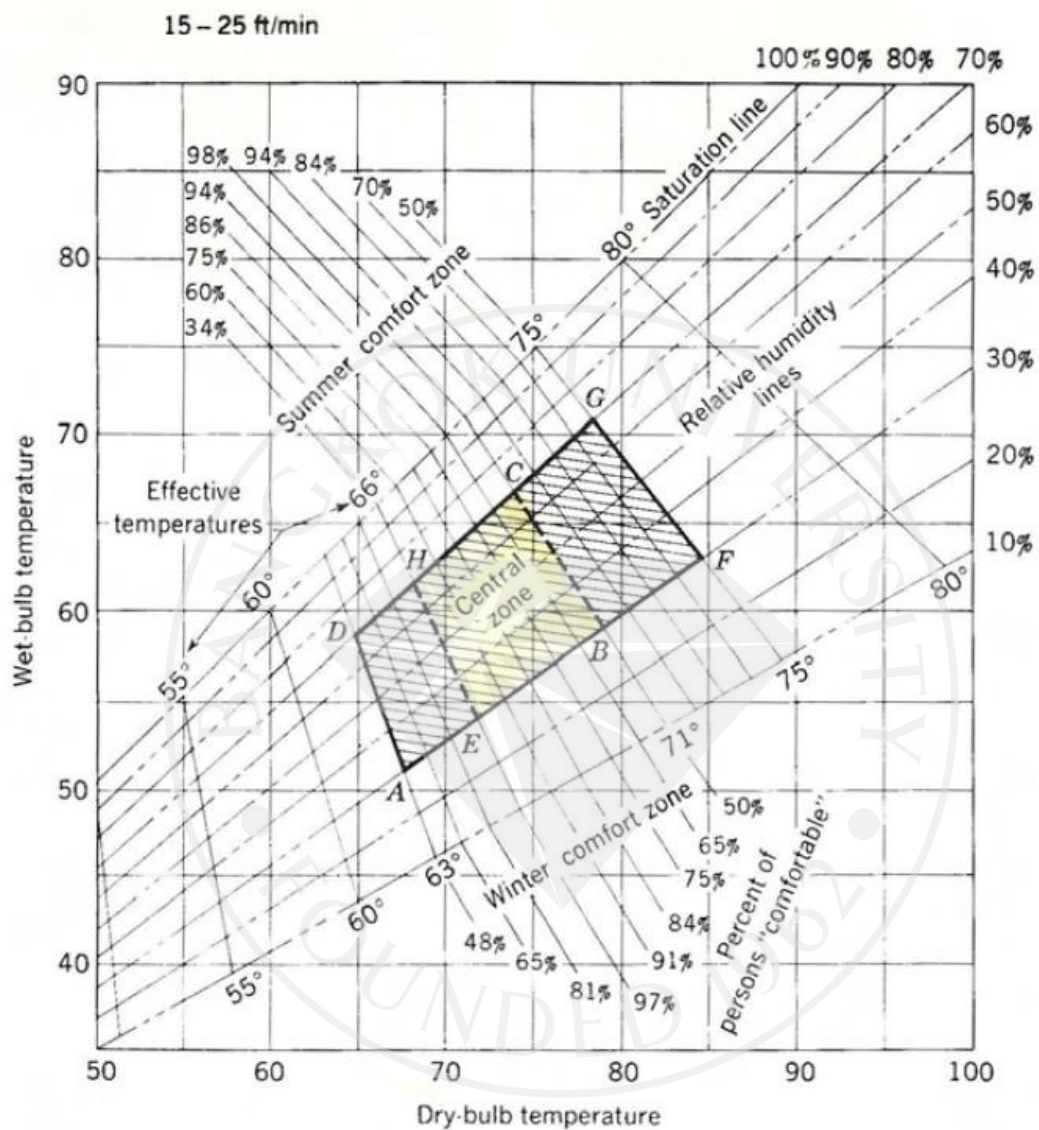 15 – 25 ft/min
100% 90% 80% 70%
90
60%
98% 94% 84%
70%
50%
94%
86%
75%
60%
34%
50%
40%
30%
20%
10%
80
70
60
50
40
Summer comfort zone
80° Saturation line
75°
Relative humidity
lines
G
C
66°
Effective
temperatures
H
Central
zone
F
60°
80°
D
B
75°
55°
E
71°
A
50%
Winter comfort zone
65%
63°
75%
60°
84%
48%
65%
91%
81%
97%
55°
Percent of
persons "comfortable"
Wet-bulb temperature
50 60 70 80 90 100
Dry-bulb temperature
BANGKOK UNIVERSITY
FOUNDED 1962